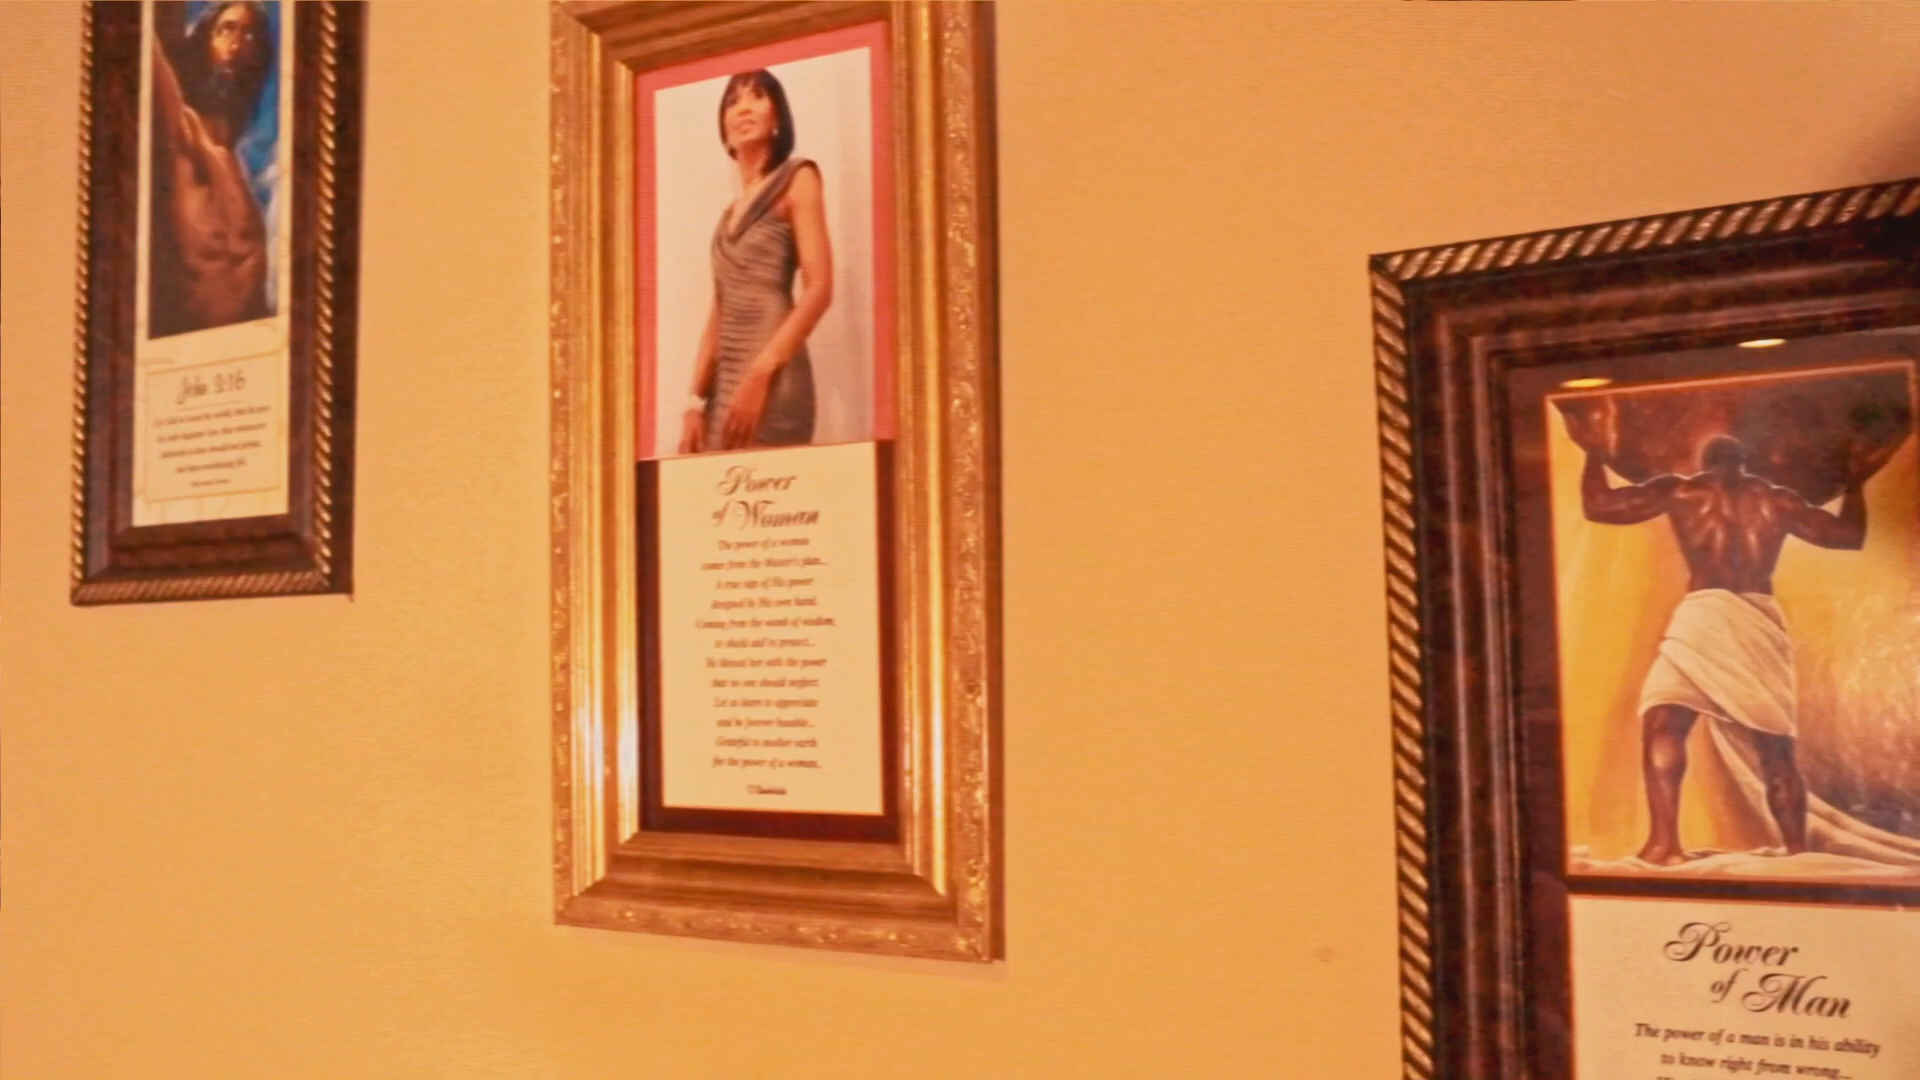 John 3:16
Power
of Woman
The power of a woman
comes from the Master's plan...
A true sign of His power
designed by His own hand.
Coming from the womb of wisdom,
to shield and to protect...
He blessed her with the power
that no one should neglect.
Let us learn to appreciate
and be forever humble...
Grateful to mother earth
for the power of a woman.
Power
of Man
The power of a man is in his ability
to know right from wrong...